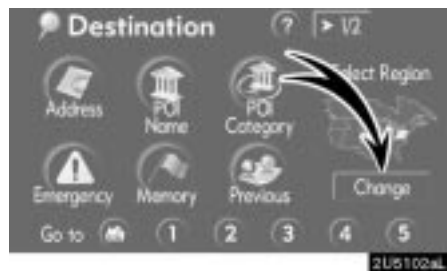 Destination ? ➤ 1/2
Select Region
Address
POI Name
POI Category
Emergency
Memory
Previous
Change
Go to 1 2 3 4 5
2U5102aL